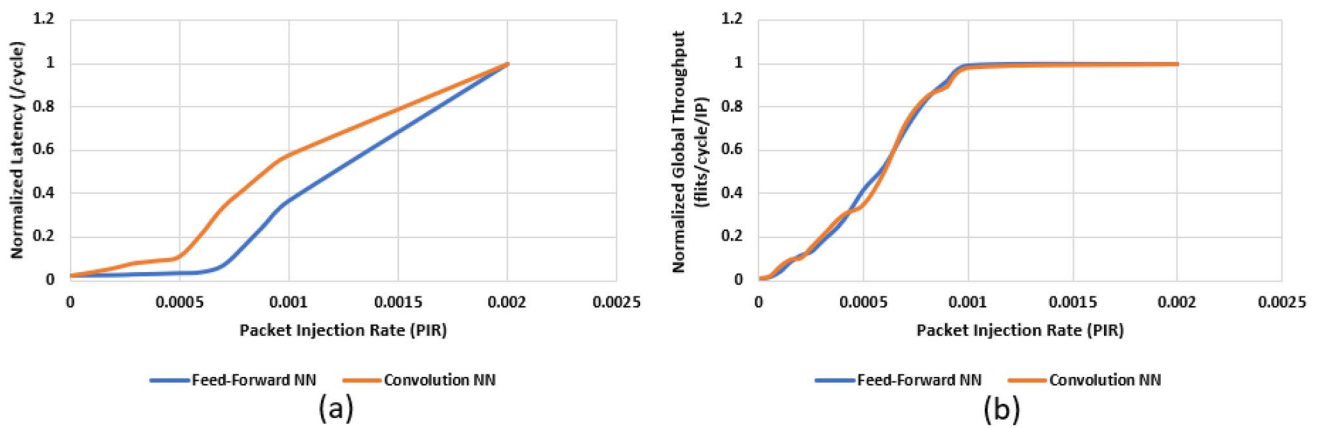 1.2
1
0.8
0.6
0.4
0.2
0
Normalized Latency (/cycle)
0 0.0005 0.001 0.0015 0.002 0.0025
Packet Injection Rate (PIR)
Feed-Forward NN Convolution NN
(a)
1.2
1
0.8
0.6
0.4
0.2
0
Normalized Global Throughput
(flits/cycle/IP)
0 0.0005 0.001 0.0015 0.002 0.0025
Packet Injection Rate (PIR)
Feed-Forward NN Convolution NN
(b)